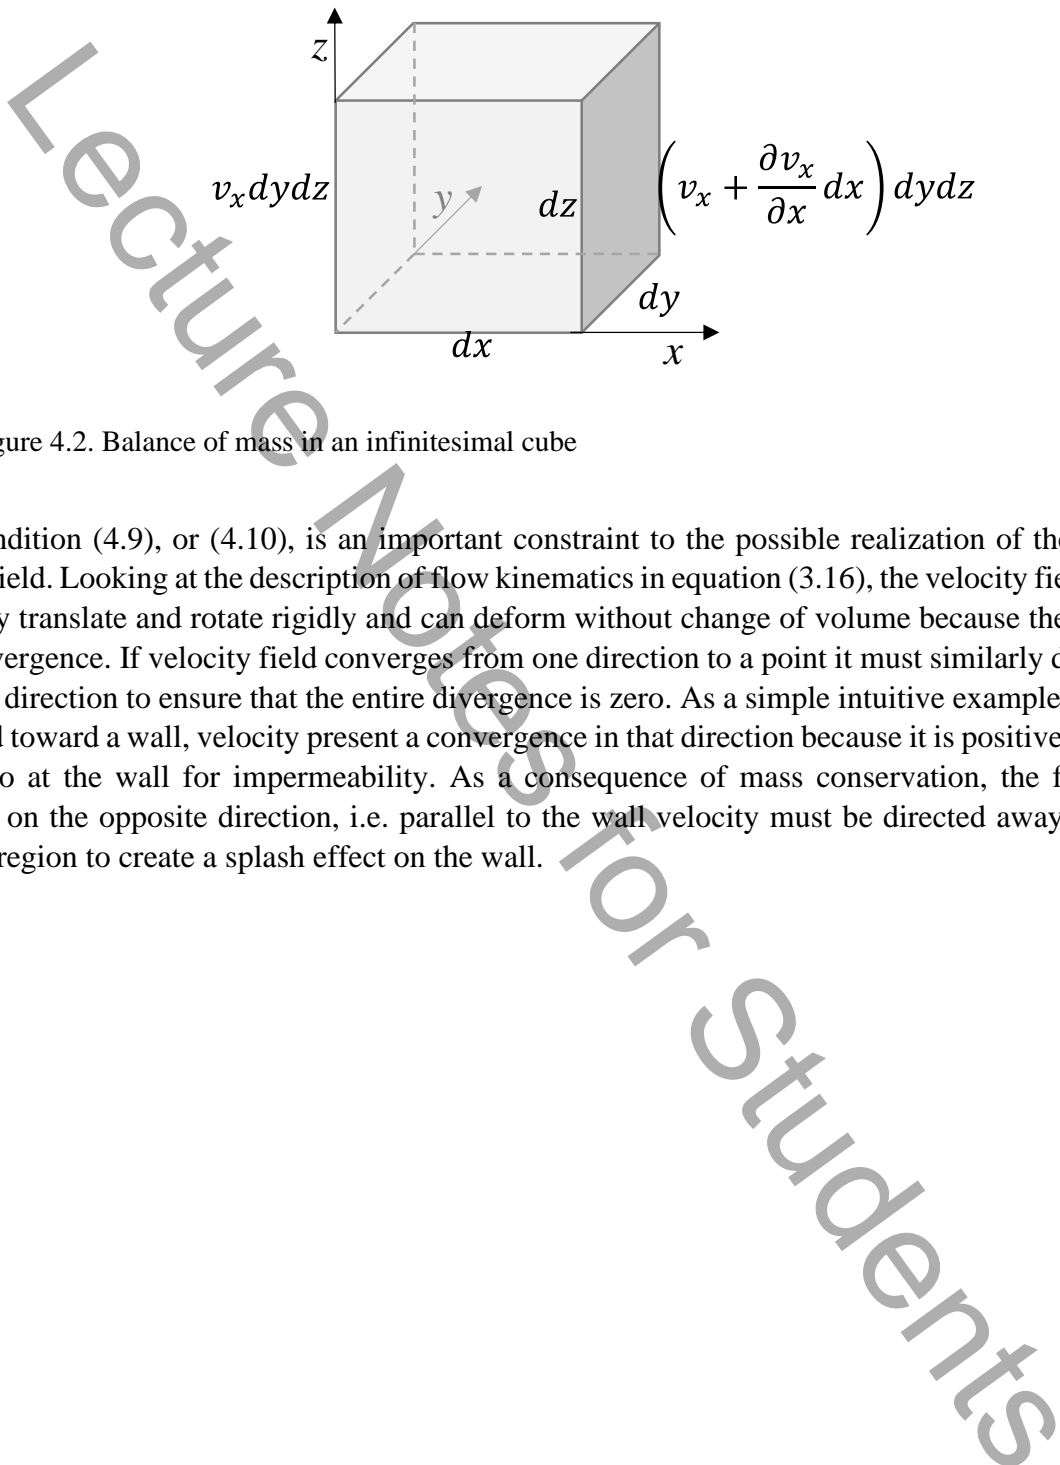 z
v_x dydz
y
dz
(v_x + ∂v_x/∂x dx) dydz
dy
dx
x
gure 4.2. Balance of mass in an infinitesimal cube
ndition (4.9), or (4.10), is an important constraint to the possible realization of the
ield. Looking at the description of flow kinematics in equation (3.16), the velocity fie
y translate and rotate rigidly and can deform without change of volume because the
vergence. If velocity field converges from one direction to a point it must similarly d
direction to ensure that the entire divergence is zero. As a simple intuitive example
d toward a wall, velocity present a convergence in that direction because it is positive
o at the wall for impermeability. As a consequence of mass conservation, the f
on the opposite direction, i.e. parallel to the wall velocity must be directed away
region to create a splash effect on the wall.
Lecture Notes for Students